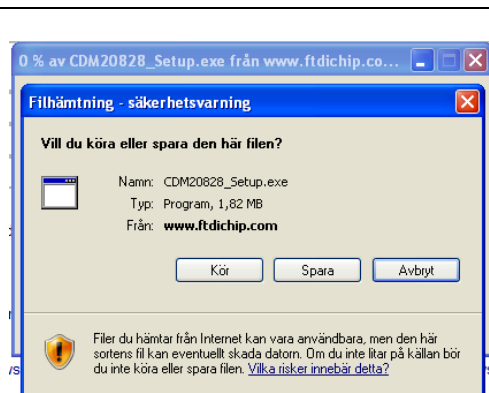 0 % av CDM20828_Setup.exe från www.ftdichip.co...
Filhämtning - säkerhetsvarning
Vill du köra eller spara den här filen?
Namn: CDM20828_Setup.exe
Typ: Program, 1,82 MB
Från: www.ftdichip.com
Kör Spara Avbryt
Filer du hämtar från Internet kan vara användbara, men den här
sortens fil kan eventuellt skada datorn. Om du inte litar på källan bör
du inte köra eller spara filen. Vilka risker innebär detta?